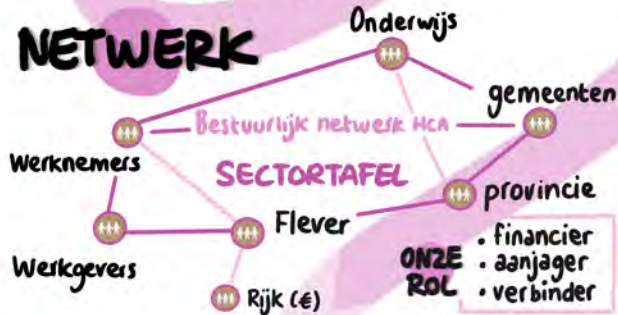 NETWERK
Onderwijs
gemeenten
Bestuurlijk netwerk HCA
Werknemers
SECTORTAFEL
provincie
Flever
Werkgevers
Rijk (€)
ONZE
ROL
• financier
• aanjager
• verbinder